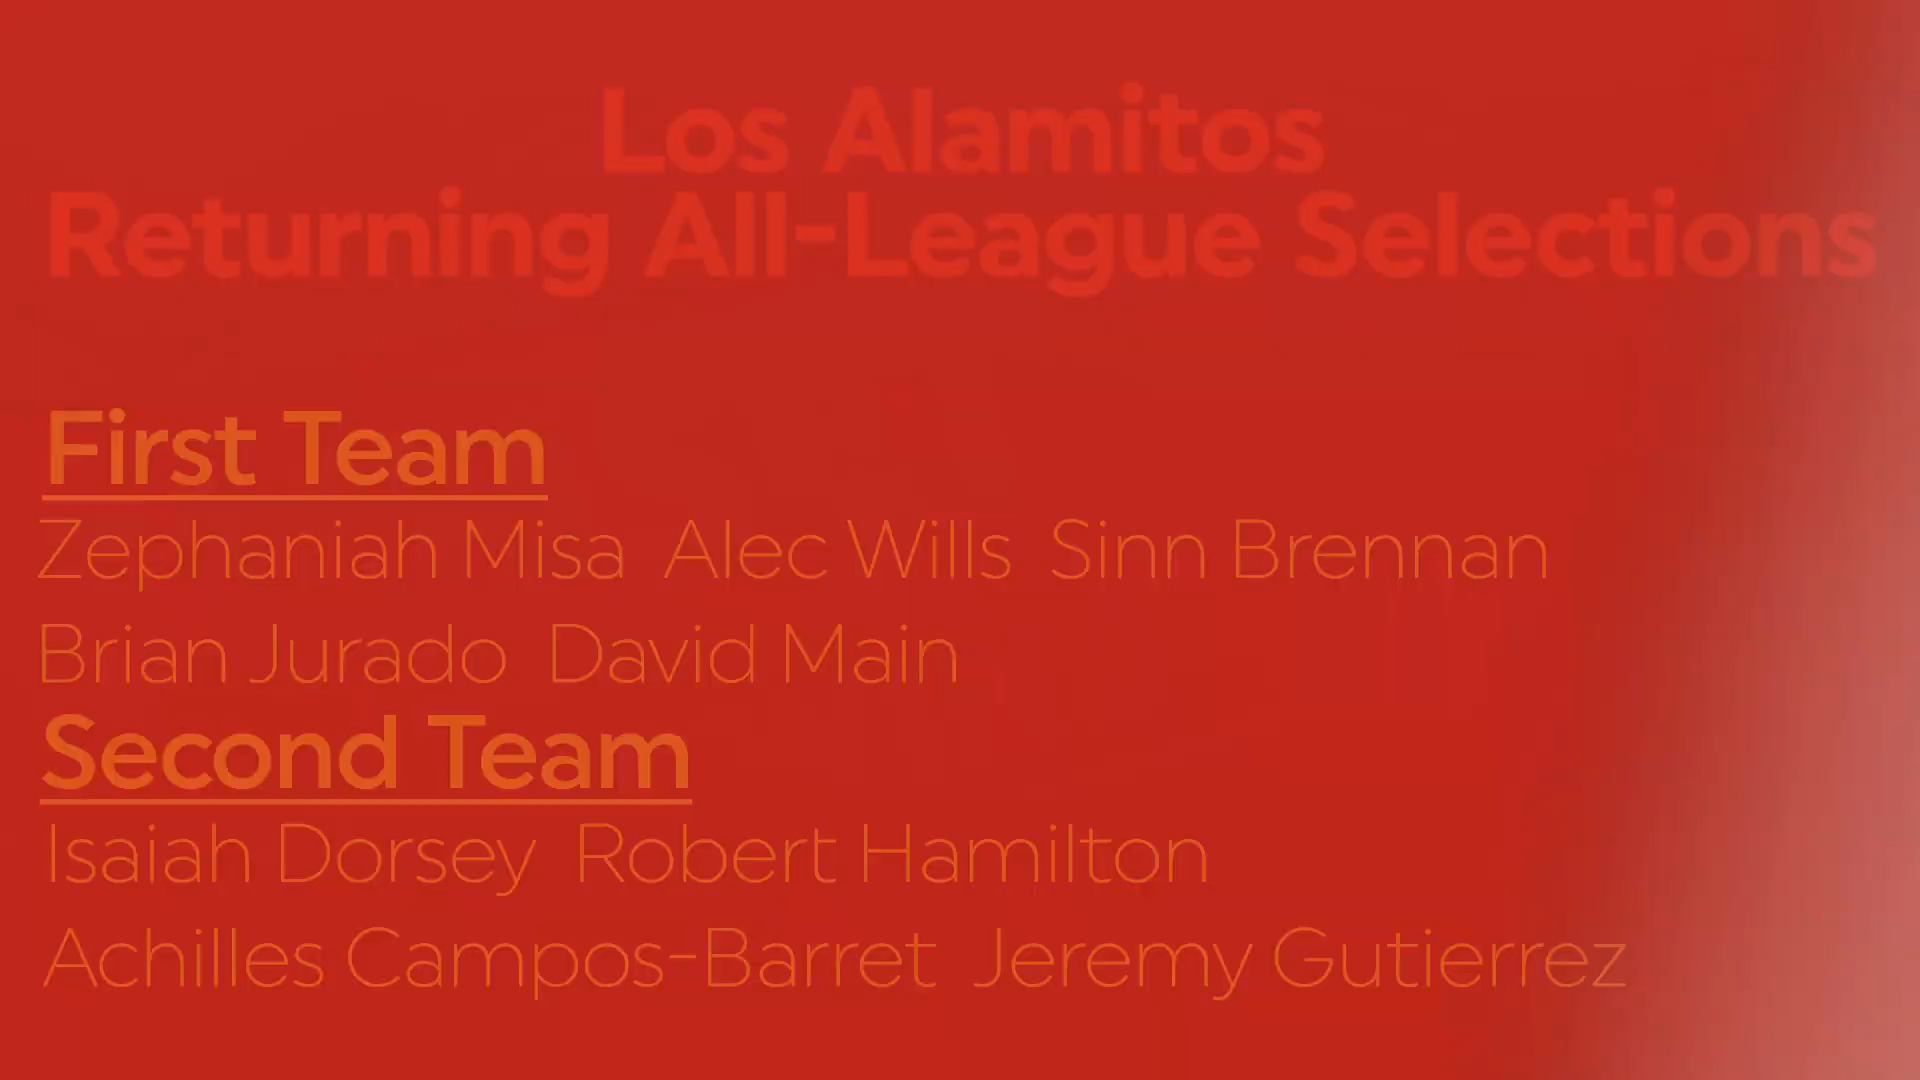 Los Alamitos
Returning All-League Selections
First Team
Zephaniah Misa  Alec Wills  Sinn Brennan
Brian Jurado  David Main
Second Team
Isaiah Dorsey  Robert Hamilton
Achilles Campos-Barret  Jeremy Gutierrez